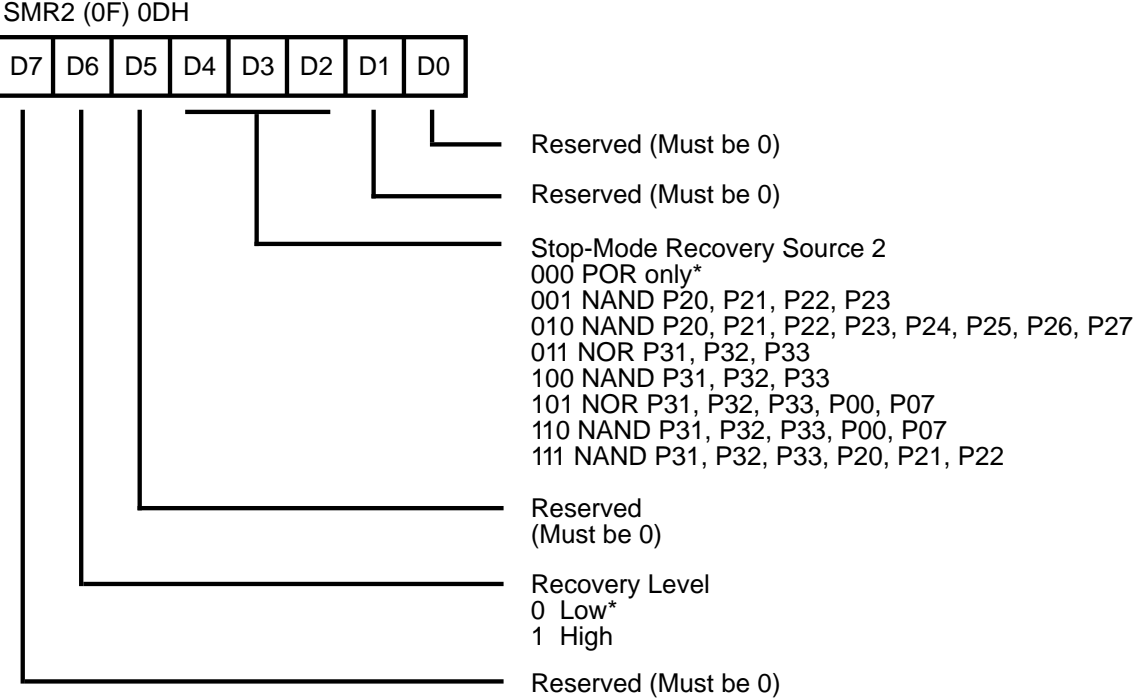 SMR2 (0F) 0DH
D7 D6 D5 D4 D3 D2 D1 D0
Reserved (Must be 0)
Reserved (Must be 0)
Stop-Mode Recovery Source 2
000 POR only*
001 NAND P20, P21, P22, P23
010 NAND P20, P21, P22, P23, P24, P25, P26, P27
011 NOR P31, P32, P33
100 NAND P31, P32, P33
101 NOR P31, P32, P33, P00, P07
110 NAND P31, P32, P33, P00, P07
111 NAND P31, P32, P33, P20, P21, P22
Reserved
(Must be 0)
Recovery Level
0 Low*
1 High
Reserved (Must be 0)